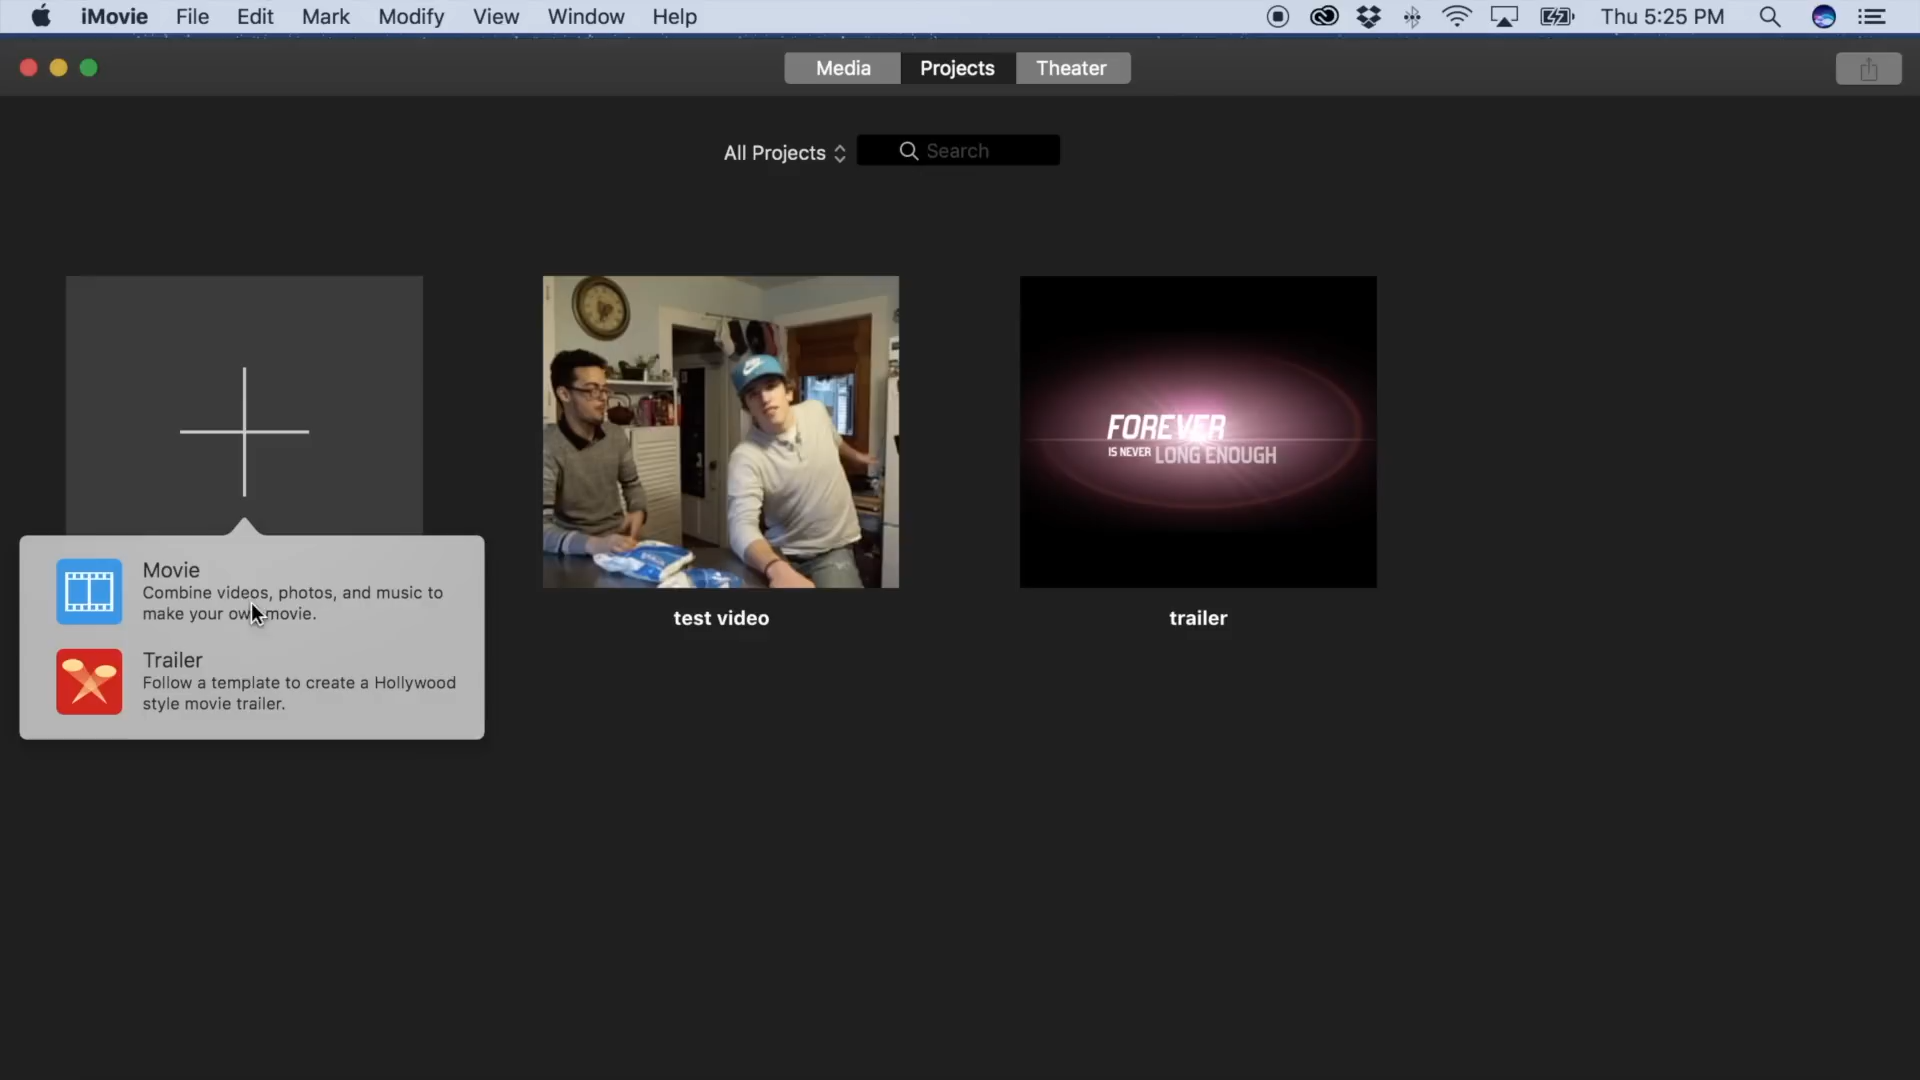 iMovie File Edit Mark Modify View Window Help Thu 5:25 PM
Media Projects Theater
All Projects Search
FOREVER
IS NEVER LONG ENOUGH
test video
trailer
Movie
Combine videos, photos, and music to
make your own movie.
Trailer
Follow a template to create a Hollywood
style movie trailer.